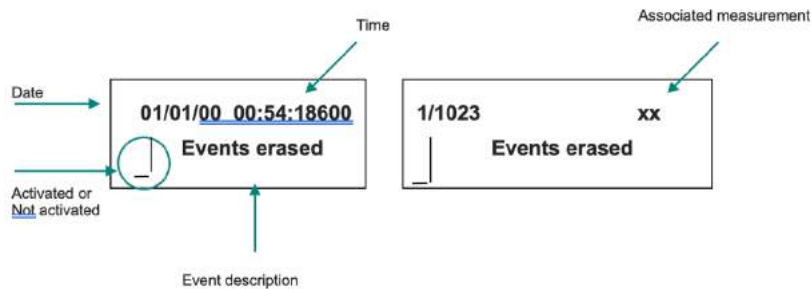 Associated measurement
Time
Date
01/01/00 00:54:18600
Events erased
1/1023 xx
Events erased
Activated or
Not activated
Event description